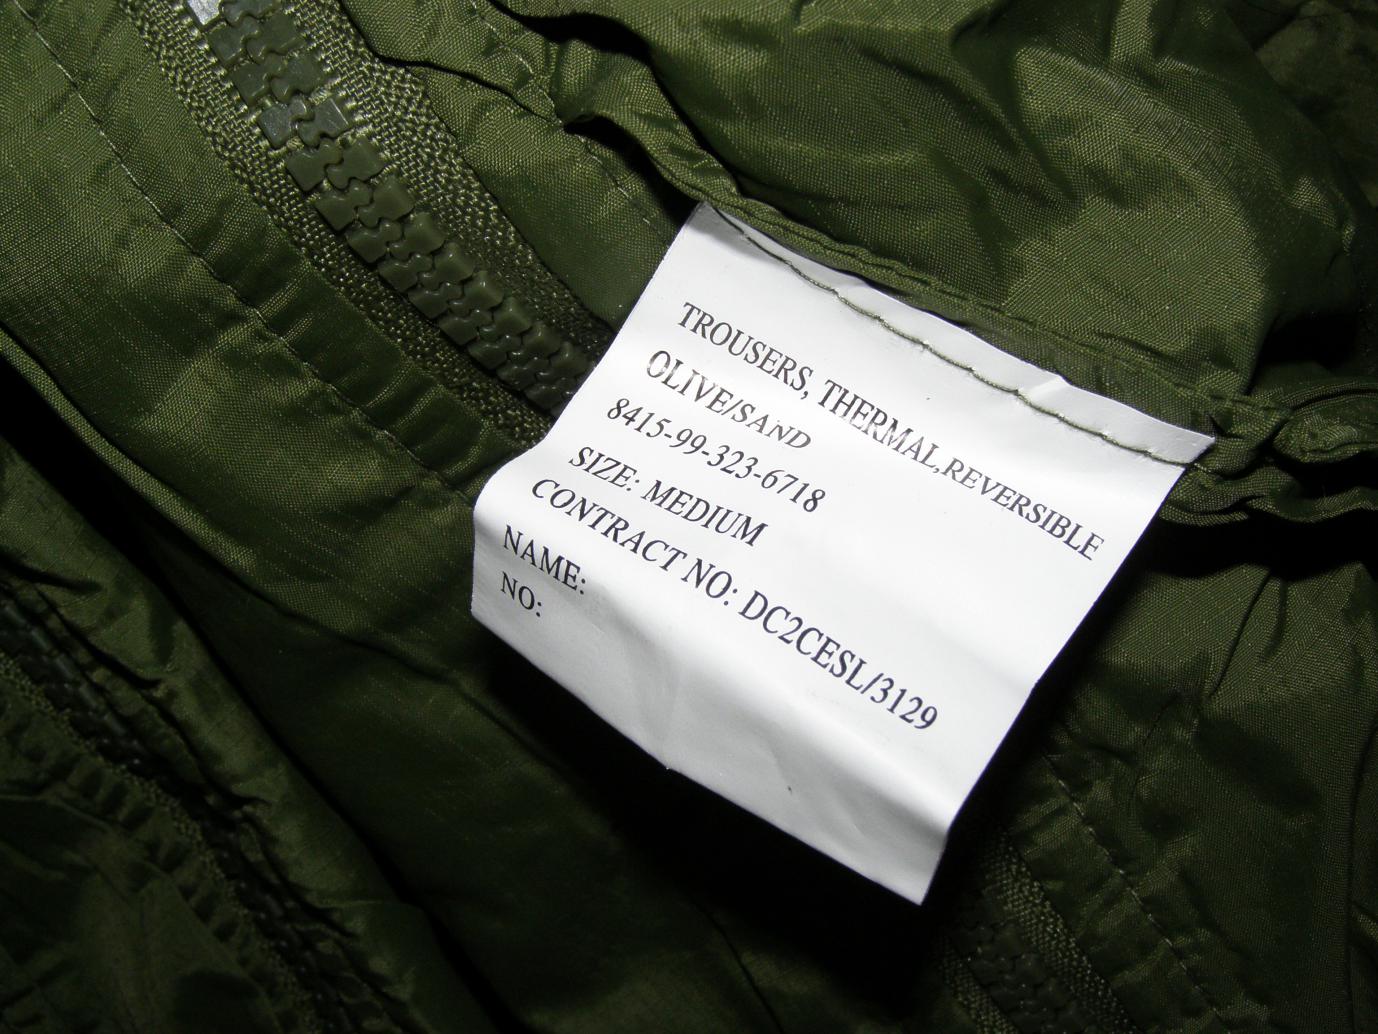 TROUSERS, THERMAL,REVERSIBLE
OLIVE/SAND
8415-99-323-6718
SIZE: MEDIUM
CONTRACT NO: DC2CESL/3129
NAME:
NO: